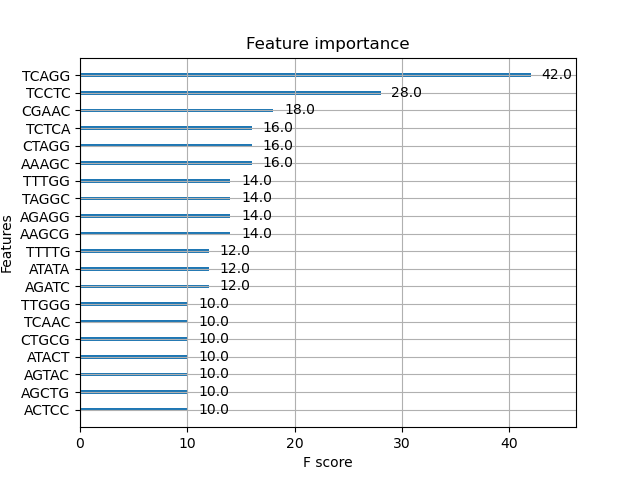 Feature importance
Features
TCAGG 42.0
TCCTC 28.0
CGAAC 18.0
TCTCA 16.0
CTAGG 16.0
AAAGC 16.0
TTTGG 14.0
TAGGC 14.0
AGAGG 14.0
AAGCG 14.0
TTTTG 12.0
ATATA 12.0
AGATC 12.0
TTGGG 10.0
TCAAC 10.0
CTGCG 10.0
ATACT 10.0
AGTAC 10.0
AGCTG 10.0
ACTCC 10.0
0 10 20 30 40
F score